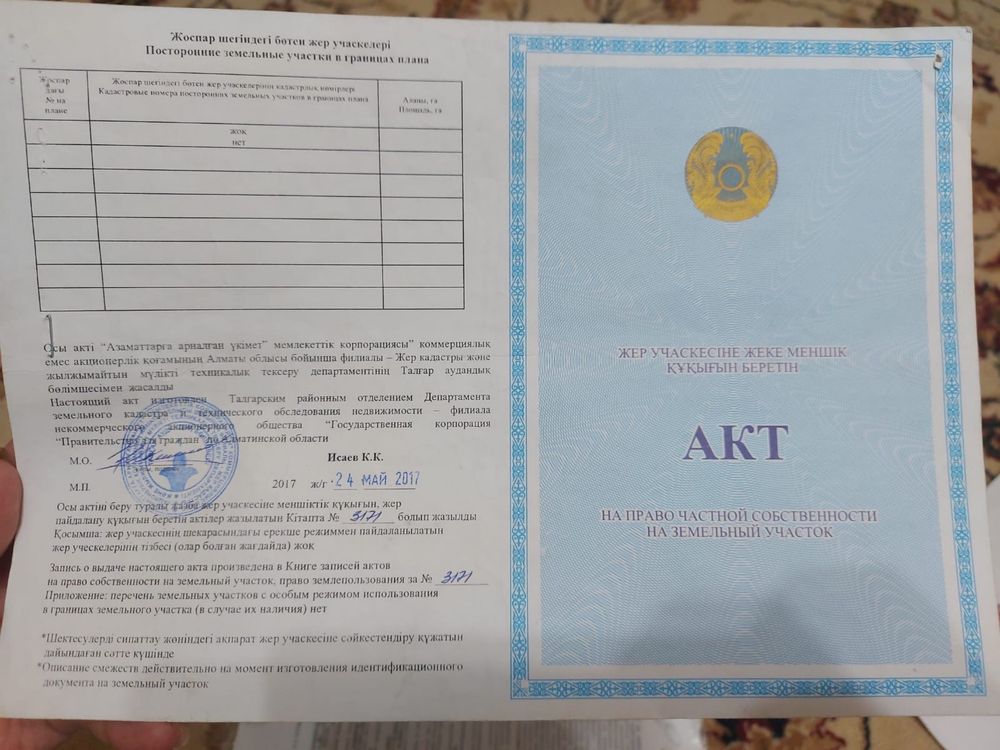 Жоспар шегіндегі бөтен жер учаскелері
Посторонние земельные участки в границах плана
Жоспар дағы № на плане
Жоспар шегіндегі бөтен жер учаскелерінің кадастрлық нөмірлері
Кадастровые номера посторонних земельных участков в границах плана
Аланы, га
Площадь, га
жоқ
нет
Осы акті “Азаматтарға арналған үкімет” мемлекеттік корпорациясы” коммерциялық
емес акционерлік қоғамының Алматы облысы бойынша филиалы – Жер кадастры және
жылжымайтын мүлікті техникалық тексеру департаментінің Талғар аудандық
бөлімшесімен жасалды
Настоящий акт изготовлен Талгарским районным отделением Департамента
земельного кадастра и технического обследования недвижимости – филиала
некоммерческого акционерного общества “Государственная корпорация
“Правительство для граждан” по Алматинской области
М.О.
Исаев К.К.
М.П.
2017 ж/г 24 МАЙ 2017
Осы актіні беру туралы жазба жер учаскесіне меншіктік құқығын, жер
пайдалану құқығын беретін актілер жазылатын Кітапта № 3171 болып жазылды
Қосымша: жер учаскесінің шекарасындағы ерекше режиммен пайдаланылатын
жер уческелерінің тізбесі (олар болған жағдайда) жоқ
Запись о выдаче настоящего акта произведена в Книге записей актов
на право собственности на земельный участок, право землепользования за № 3171
Приложение: перечень земельных участков с особым режимом использования
в границах земельного участка (в случае их наличия) нет
*Шектесулерді сипаттау жөніндегі ақпарат жер учаскесіне сәйкестендіру құжатын
дайындаған сәтте күшінде
*Описание смежеств действительно на момент изготовления идентификационного
документа на земельный участок
ЖЕР УЧАСКЕСІНЕ ЖЕКЕ МЕНШІК
ҚҰҚЫҒЫН БЕРЕТІН
АКТ
НА ПРАВО ЧАСТНОЙ СОБСТВЕННОСТИ
НА ЗЕМЕЛЬНЫЙ УЧАСТОК